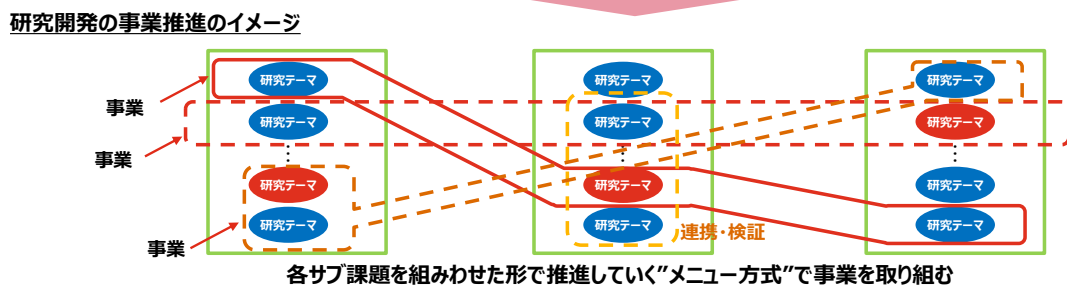 研究開発の事業推進のイメージ
研究テーマ
研究テーマ
研究テーマ
事業
研究テーマ
研究テーマ
研究テーマ
事業
⋮
⋮
⋮
研究テーマ
研究テーマ
研究テーマ
研究テーマ
研究テーマ
研究テーマ
事業
連携・検証
各サブ課題を組みわせた形で推進していく”メニュー方式”で事業を取り組む